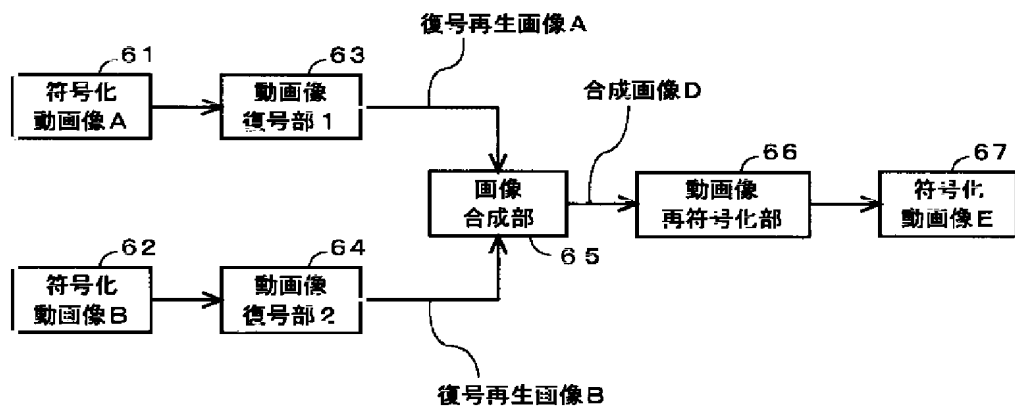 61
符号化
動画像A
63
動画像
復号部1
復号再生画像A
62
符号化
動画像B
64
動画像
復号部2
復号再生画像B
画像
合成部
65
合成画像D
66
動画像
再符号化部
67
符号化
動画像E